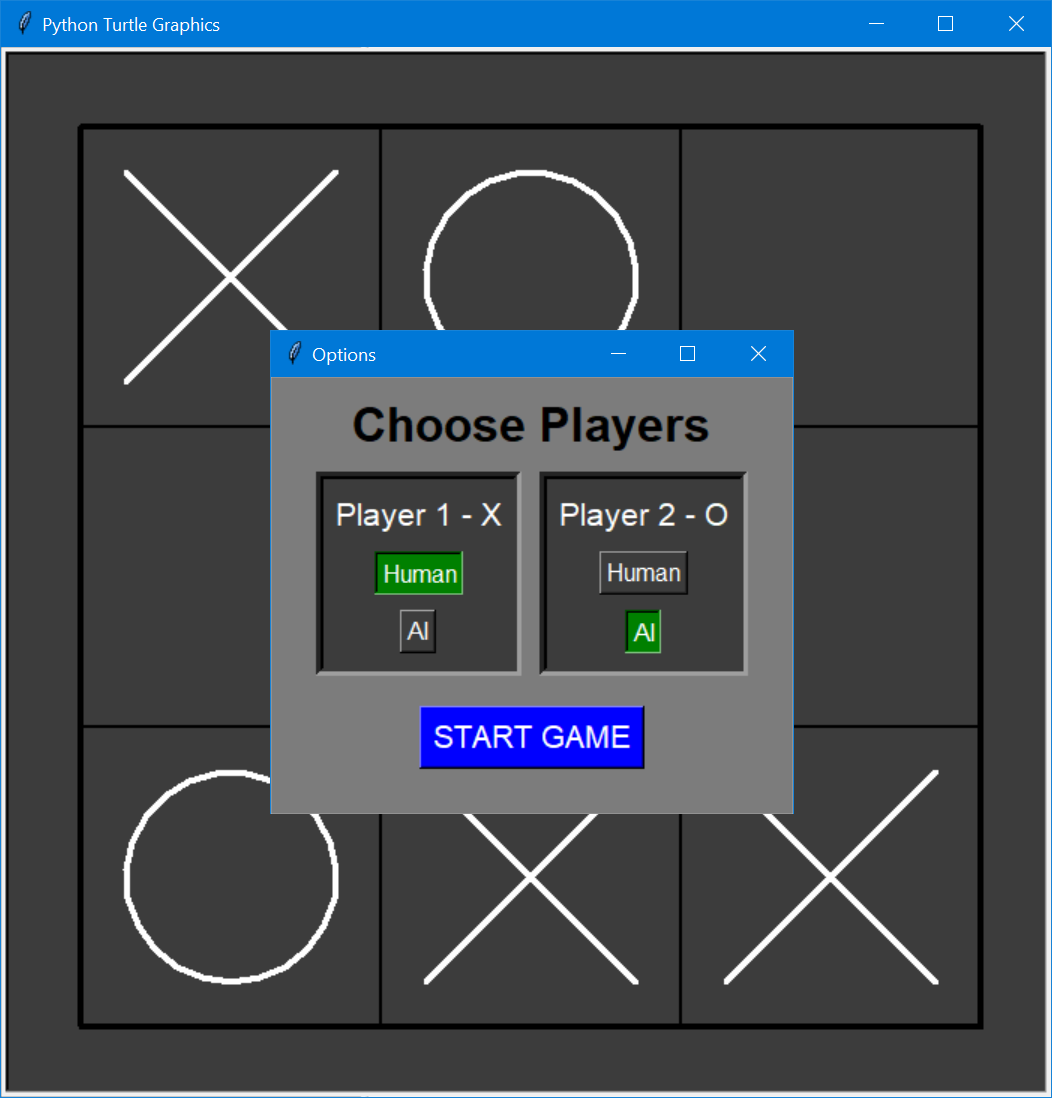 Python Turtle Graphics
Options
Choose Players
Player 1 - X
Human
AI
Player 2 - O
Human
AI
START GAME